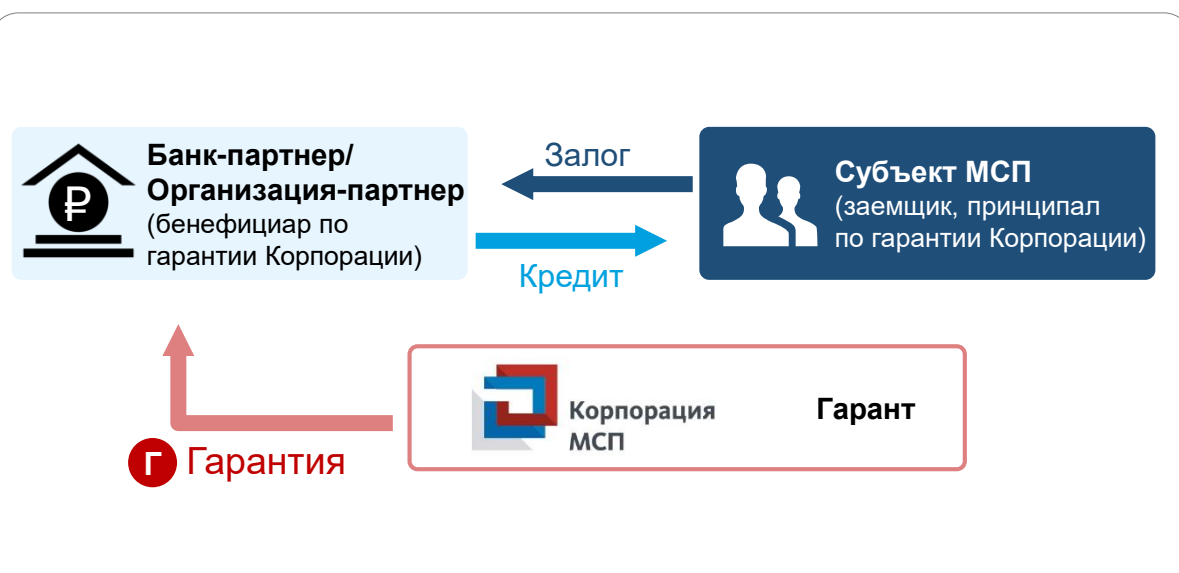 Банк-партнер/
Организация-партнер
(бенефициар по
гарантии Корпорации)
₽
Залог
Кредит
Субъект МСП
(заемщик, принципал
по гарантии Корпорации)
Корпорация
МСП
Гарант
Г Гарантия